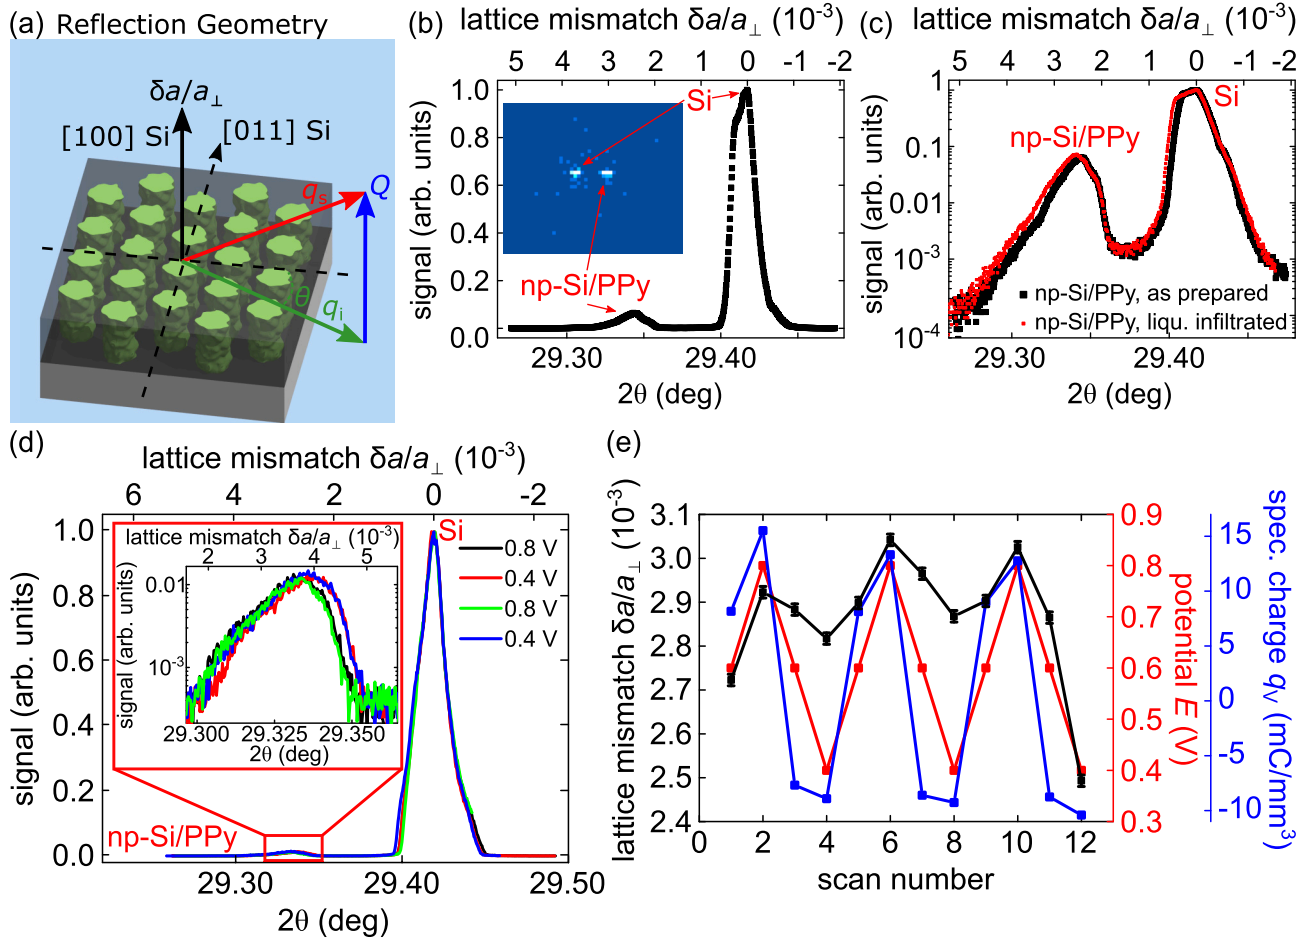 (a) Reflection Geometry
δa/a⊥
[100] Si
[011] Si
qs
Q
θ
qi
(b)
lattice mismatch δa/a⊥ (10-3)
5 4 3 2 1 0 -1 -2
signal (arb. units)
1.0
0.8
0.6
0.4
0.2
0.0
Si
np-Si/PPy
29.30 29.40
2θ (deg)
(c)
lattice mismatch δa/a⊥ (10-3)
5 4 3 2 1 0 -1 -2
signal (arb. units)
1
0.1
0.01
10-3
10-4
np-Si/PPy
Si
np-Si/PPy, as prepared
np-Si/PPy, liqu. infiltrated
29.30 29.40
2θ (deg)
(d)
lattice mismatch δa/a⊥ (10-3)
6 4 2 0 -2
signal (arb. units)
1.0
0.8
0.6
0.4
0.2
0.0
Si
0.8 V
0.4 V
0.8 V
0.4 V
lattice mismatch δa/a⊥ (10-3)
2 3 4 5
signal (arb. units)
0.01
10-3
29.300 29.325 29.350
2θ (deg)
np-Si/PPy
29.30 29.40 29.50
2θ (deg)
(e)
lattice mismatch δa/a⊥ (10-3)
3.1
3.0
2.9
2.8
2.7
2.6
2.5
2.4
0 2 4 6 8 10 12
scan number
0.9
0.8
0.7
0.6
0.5
0.4
0.3
potential E (V)
15
10
5
0
-5
-10
spec. charge qV (mC/mm3)